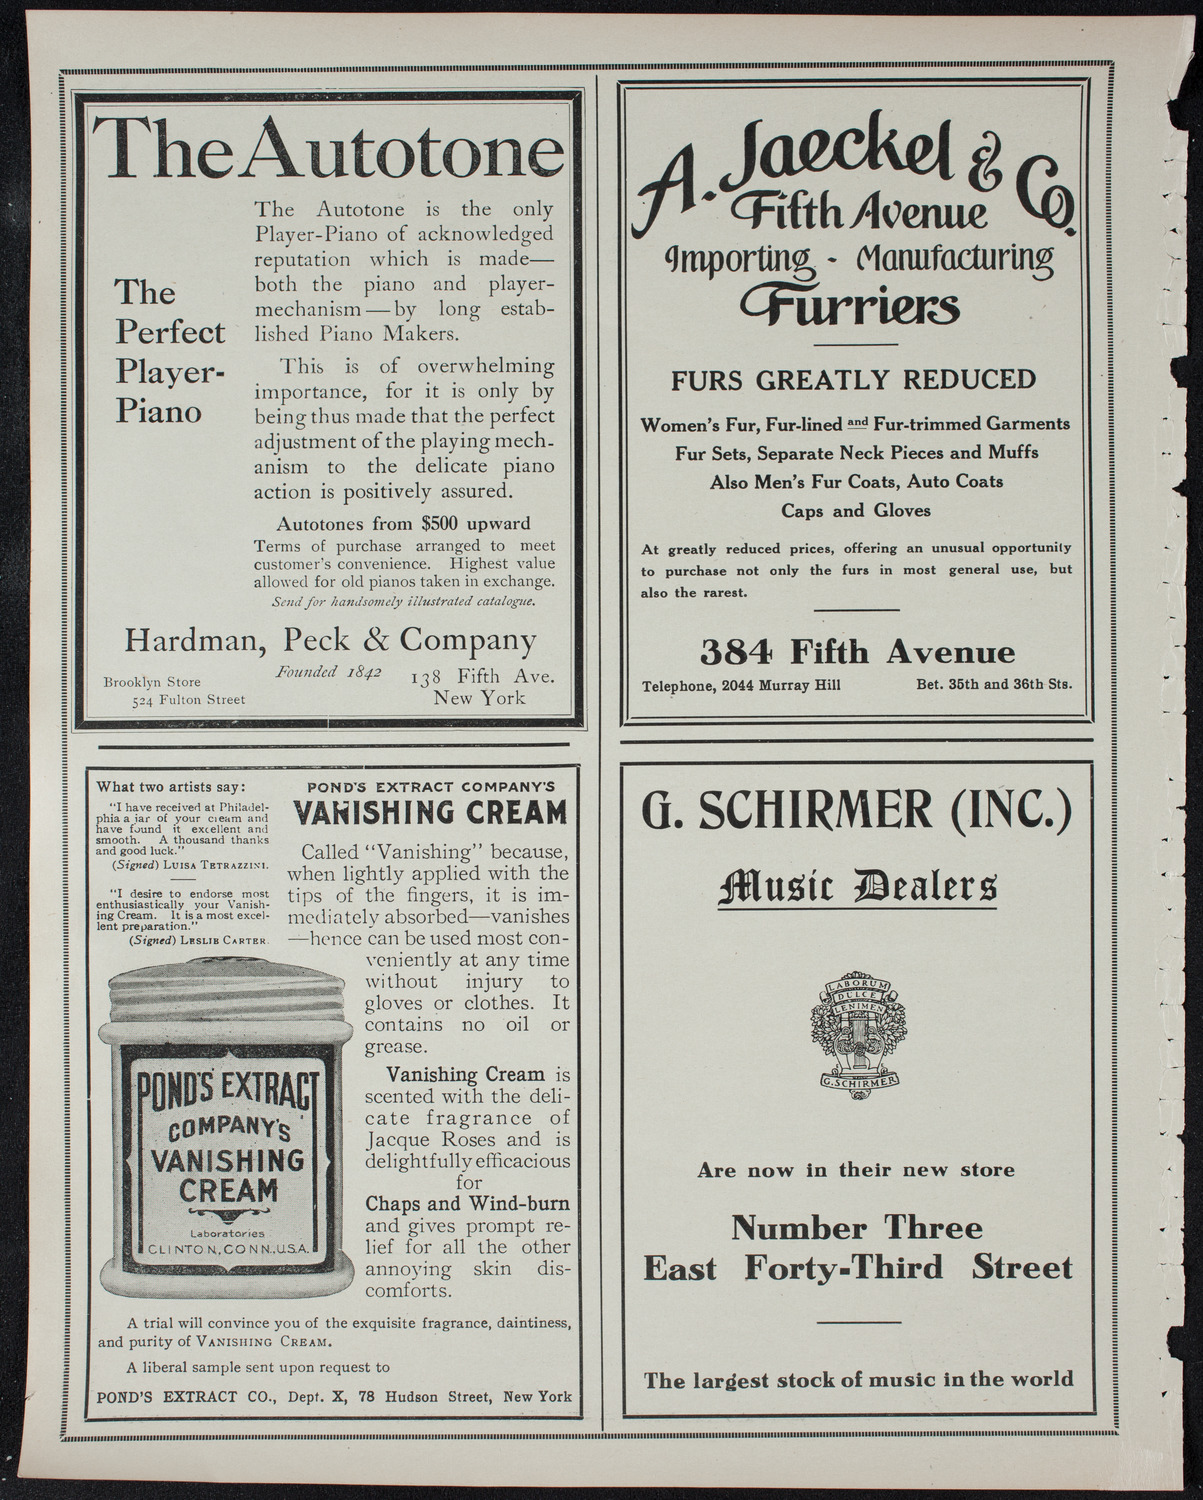 The Autotone
The
Perfect
Player-
Piano
The Autotone is the only
Player-Piano of acknowledged
reputation which is made—
both the piano and player-
mechanism—by long estab-
lished Piano Makers.
This is of overwhelming
importance, for it is only by
being thus made that the perfect
adjustment of the playing mech-
anism to the delicate piano
action is positively assured.
Autotones from $500 upward
Terms of purchase arranged to meet
customer's convenience. Highest value
allowed for old pianos taken in exchange.
Send for handsomely illustrated catalogue.
Hardman, Peck & Company
Founded 1842
Brooklyn Store
524 Fulton Street
138 Fifth Ave.
New York
A. Jaeckel & Co.
Fifth Avenue
Importing - Manufacturing
Furriers
FURS GREATLY REDUCED
Women's Fur, Fur-lined and Fur-trimmed Garments
Fur Sets, Separate Neck Pieces and Muffs
Also Men's Fur Coats, Auto Coats
Caps and Gloves
At greatly reduced prices, offering an unusual opportunity
to purchase not only the furs in most general use, but
also the rarest.
384 Fifth Avenue
Telephone, 2044 Murray Hill Bet. 35th and 36th Sts.
What two artists say:
"I have received at Philadel-
phia a jar of your cream and
have found it excellent and
smooth. A thousand thanks
and good luck."
(Signed) LUISA TETRAZZINI.
"I desire to endorse most
enthusiastically your Vanish-
ing Cream. It is a most excel-
lent preparation."
(Signed) LESLIE CARTER.
POND'S EXTRACT COMPANY'S
VANISHING CREAM
Called "Vanishing" because,
when lightly applied with the
tips of the fingers, it is im-
mediately absorbed—vanishes
—hence can be used most con-
veniently at any time
without injury to
gloves or clothes. It
contains no oil or
grease.
Vanishing Cream is
scented with the deli-
cate fragrance of
Jacque Roses and is
delightfully efficacious
for
Chaps and Wind-burn
and gives prompt re-
lief for all the other
annoying skin dis-
comforts.
POND'S EXTRACT
COMPANY'S
VANISHING
CREAM
Laboratories
CLINTON, CONN., U.S.A.
A trial will convince you of the exquisite fragrance, daintiness,
and purity of VANISHING CREAM.
A liberal sample sent upon request to
POND'S EXTRACT CO., Dept. X, 78 Hudson Street, New York
G. SCHIRMER (INC.)
Music Dealers
LABORUM
DULCE
LENIMEN
G. SCHIRMER
Are now in their new store
Number Three
East Forty-Third Street
The largest stock of music in the world